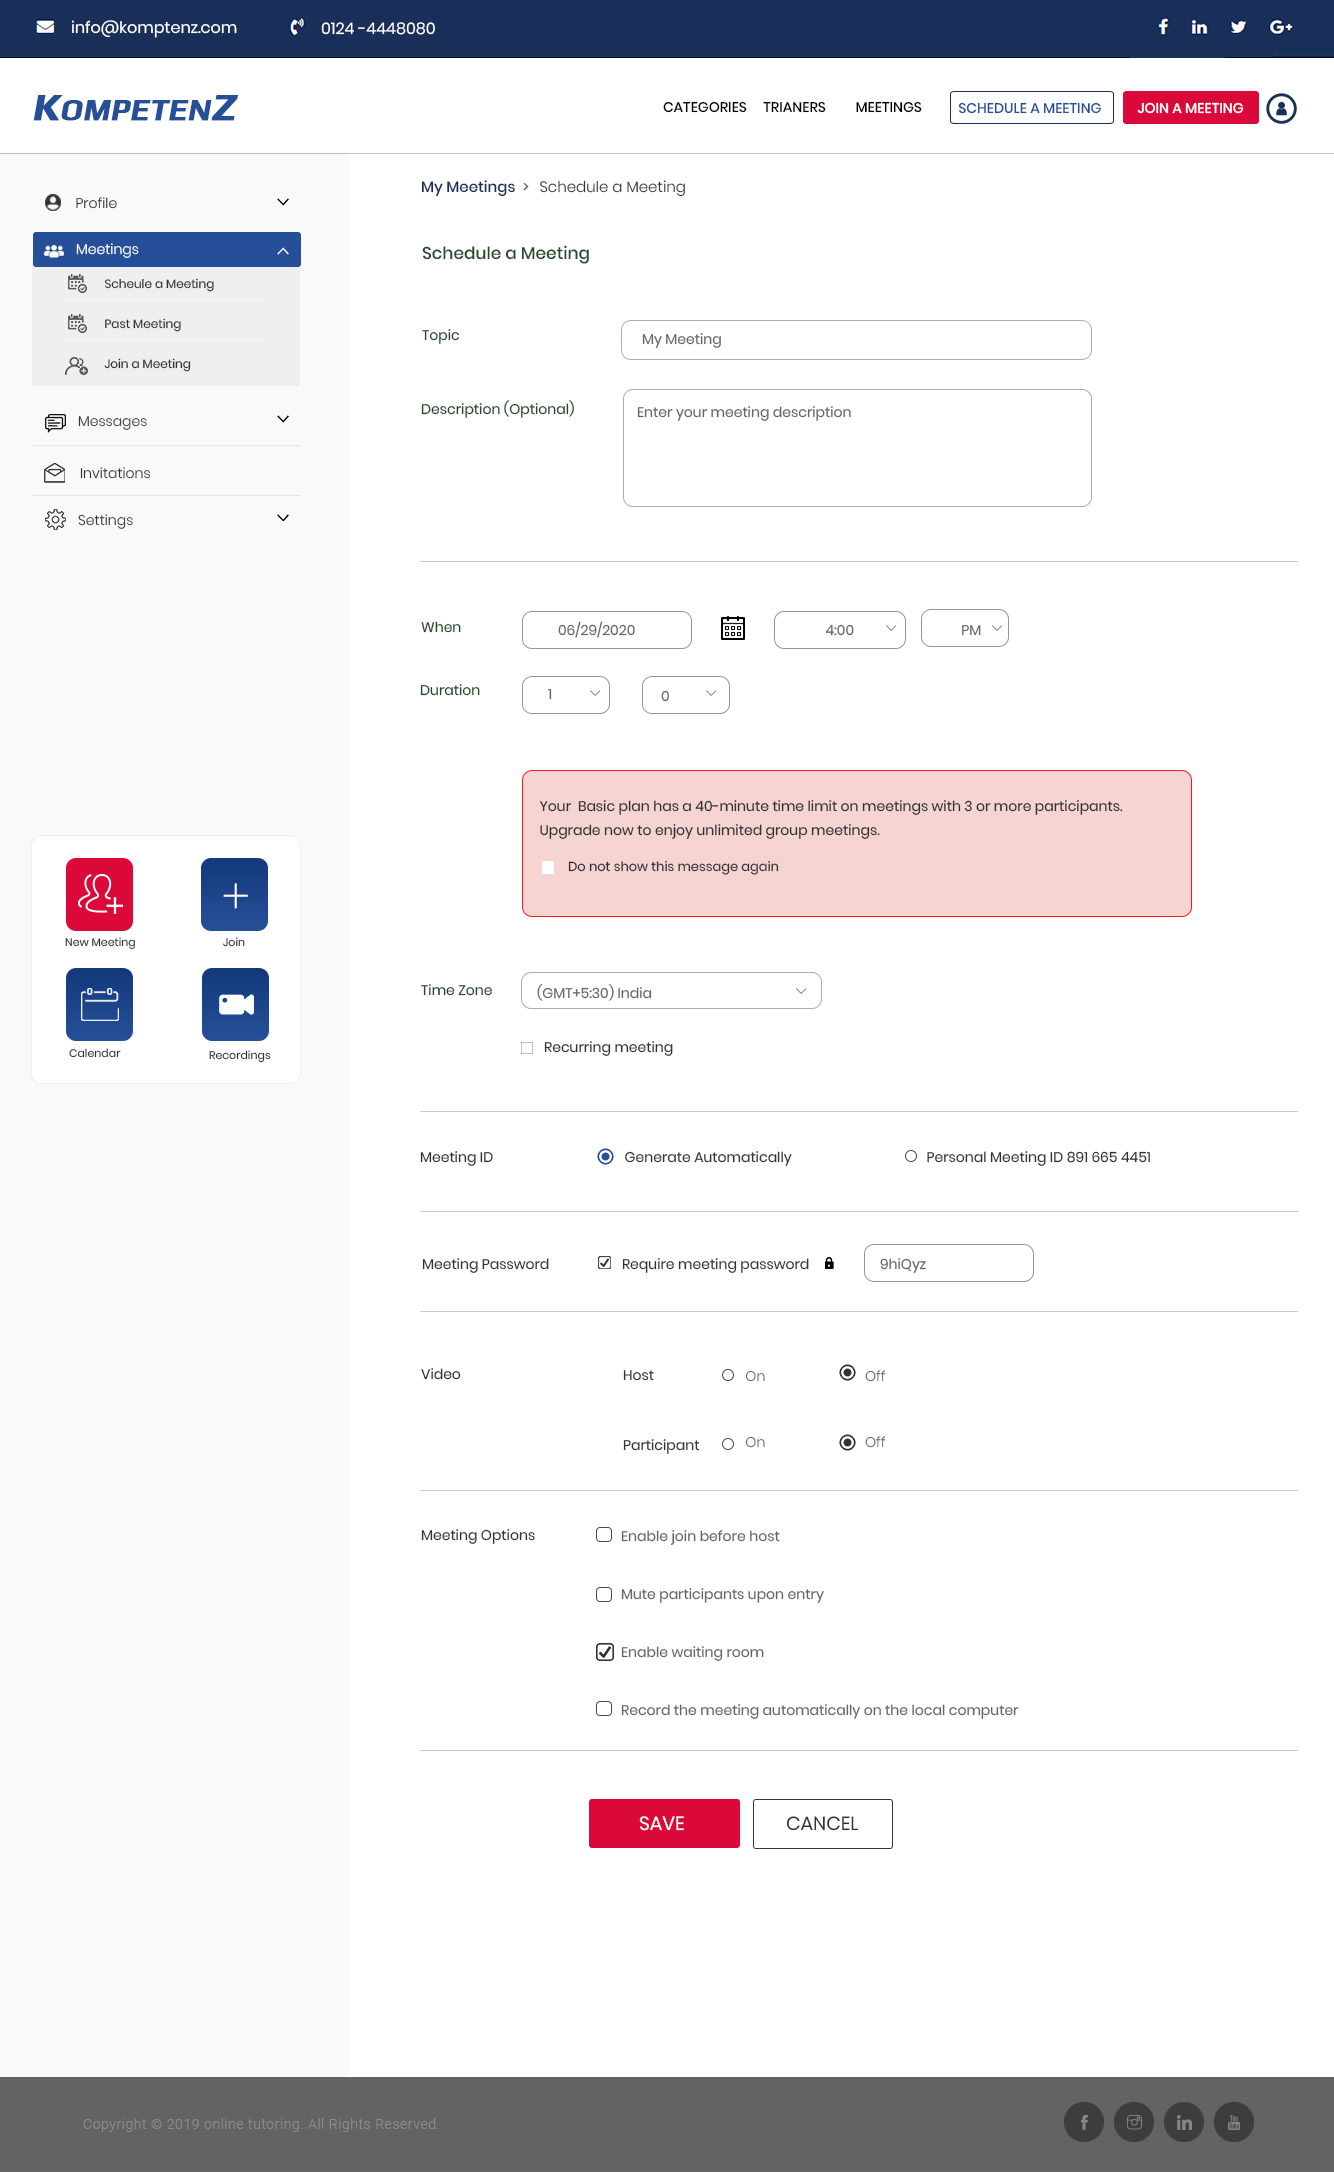 info@komptenz.com
0124 -4448080
G+
KOMPETENZ
CATEGORIES TRIANERS MEETINGS SCHEDULE A MEETING JOIN A MEETING
Profile
Meetings
Scheule a Meeting
Past Meeting
Join a Meeting
Messages
Invitations
Settings
New Meeting
Join
Calendar
Recordings
My Meetings > Schedule a Meeting
Schedule a Meeting
Topic My Meeting
Description (Optional) Enter your meeting description
When 06/29/2020 4:00 PM
Duration 1 0
Your Basic plan has a 40-minute time limit on meetings with 3 or more participants.
Upgrade now to enjoy unlimited group meetings.
Do not show this message again
Time Zone (GMT+5:30) India
Recurring meeting
Meeting ID Generate Automatically Personal Meeting ID 891 665 4451
Meeting Password Require meeting password 9hiQyz
Video Host On Off
Participant On Off
Meeting Options Enable join before host
Mute participants upon entry
Enable waiting room
Record the meeting automatically on the local computer
SAVE CANCEL
Copyright © 2019 online tutoring. All Rights Reserved.